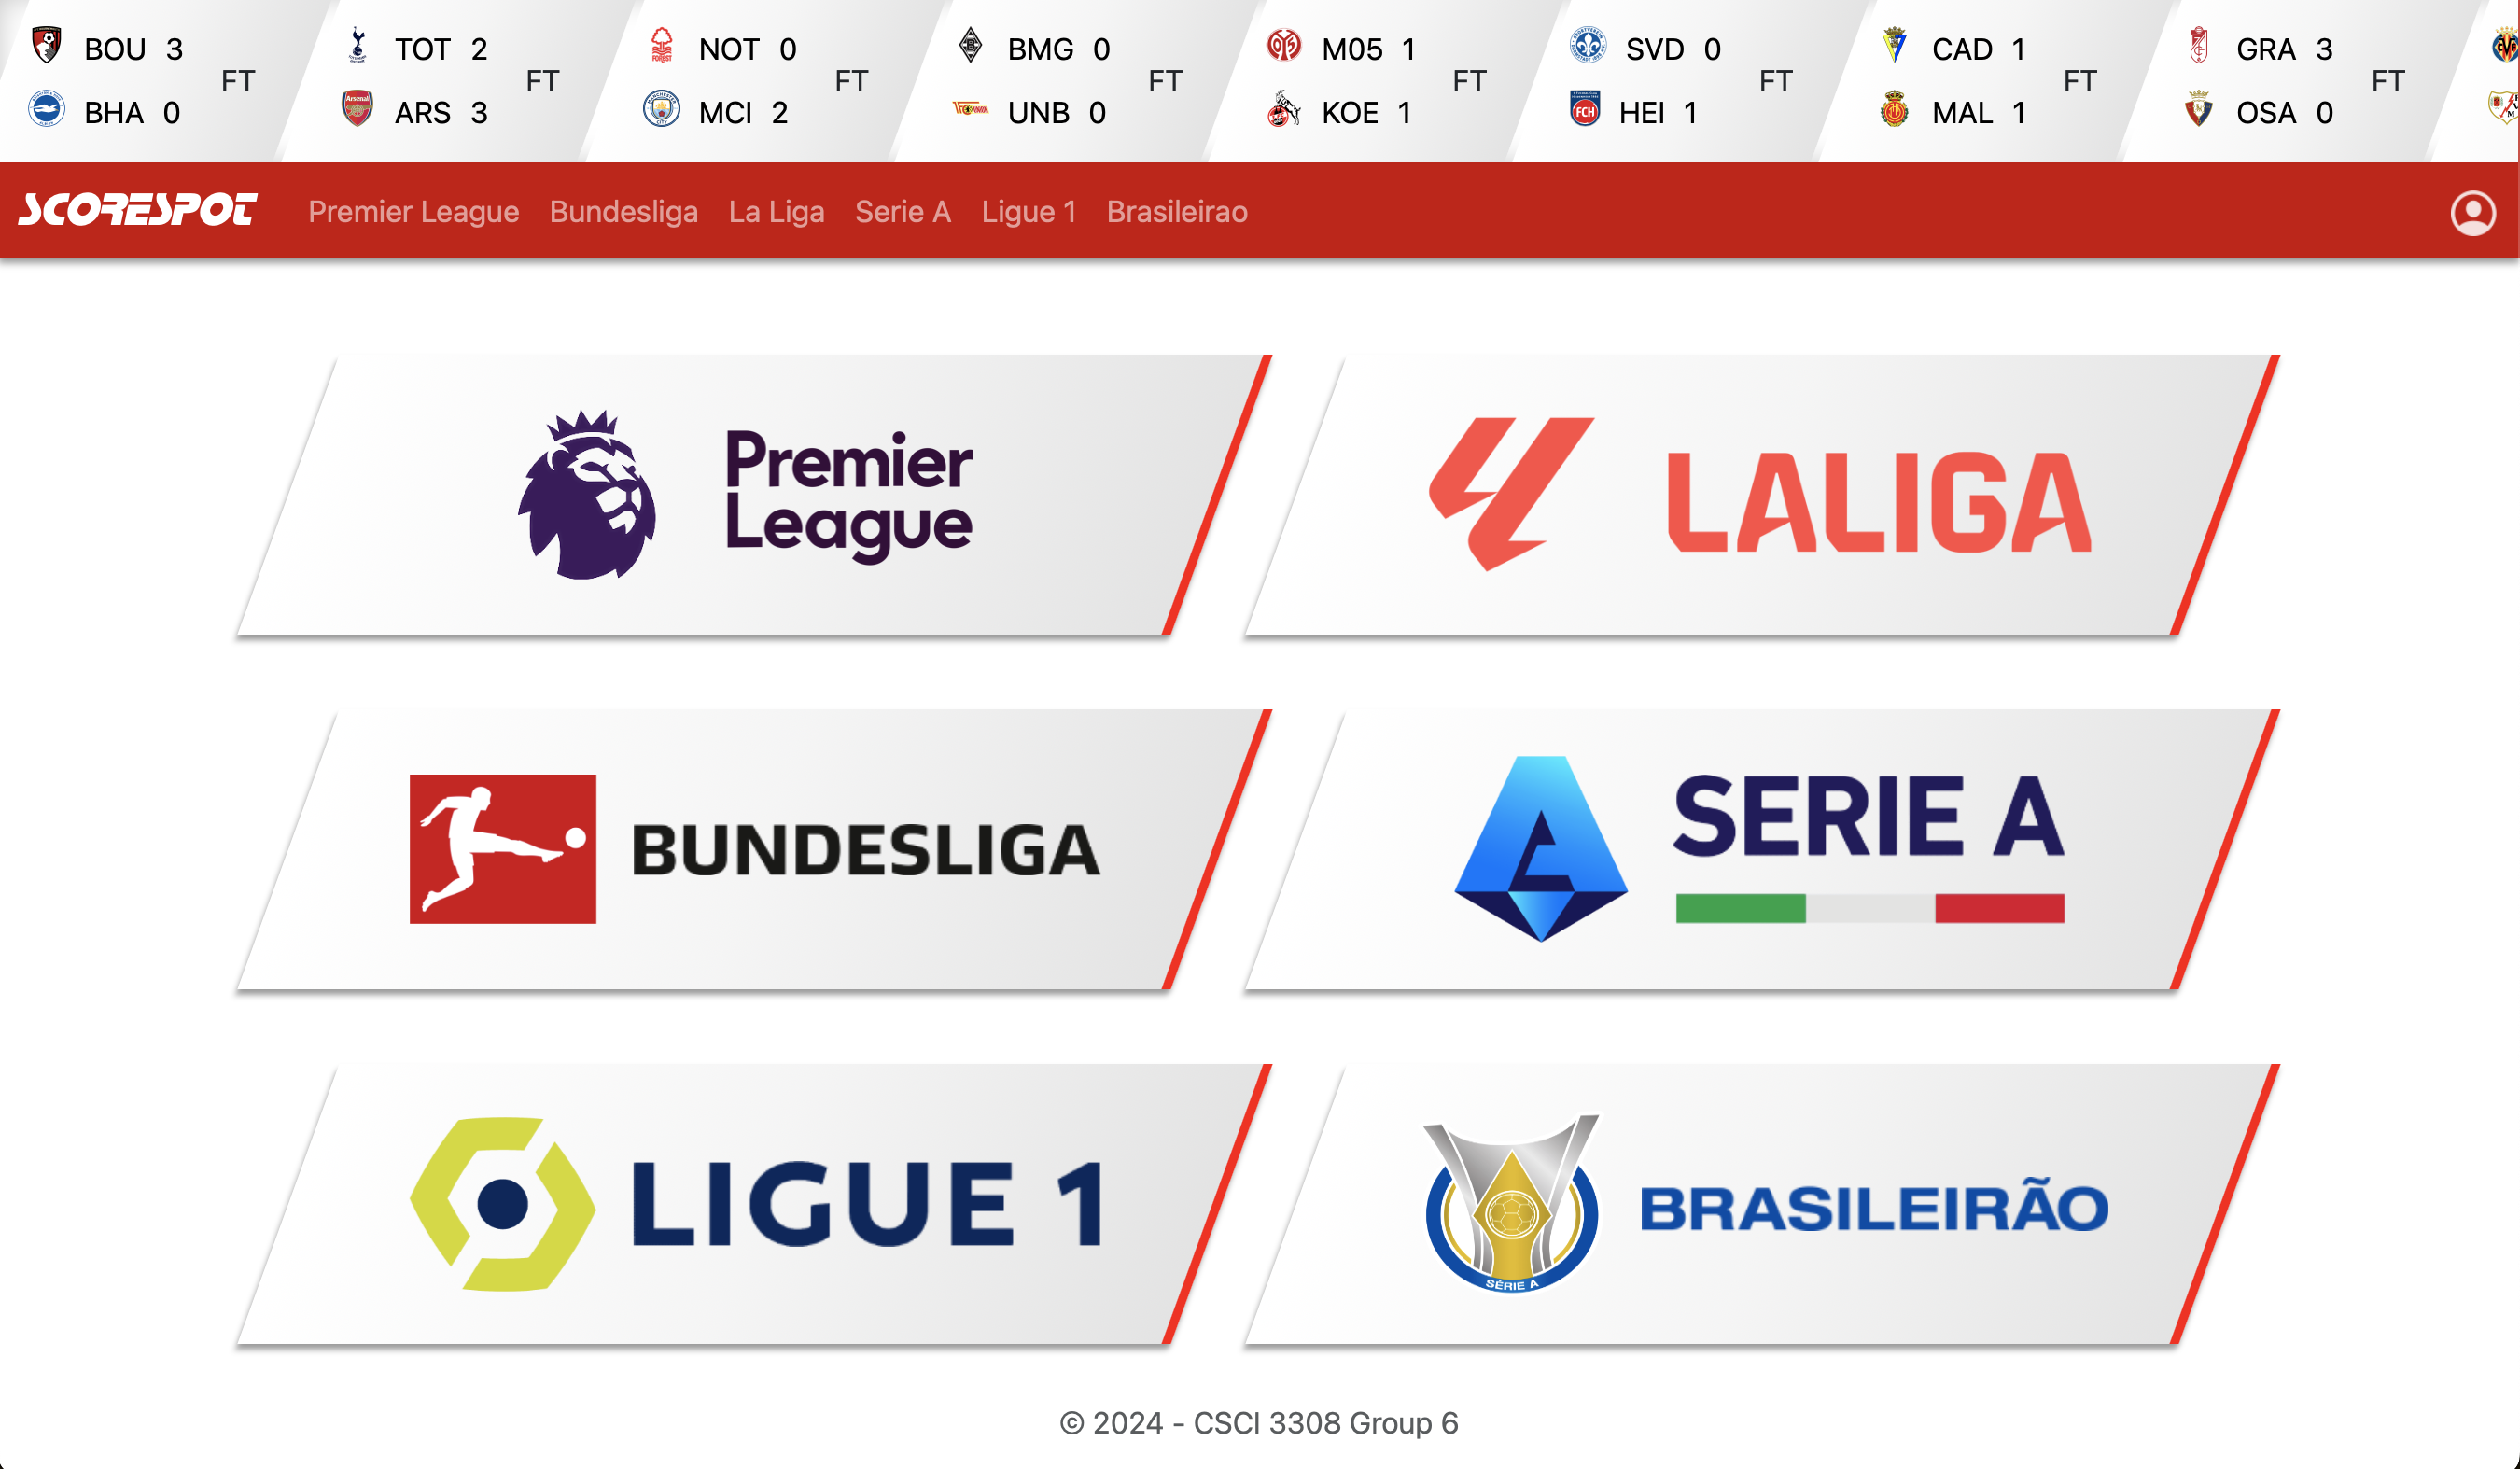 BOU 3
BHA 0
FT
TOT 2
ARS 3
FT
NOT 0
MCI 2
FT
BMG 0
UNB 0
FT
M05 1
KOE 1
FT
SVD 0
HEI 1
FT
CAD 1
MAL 1
FT
GRA 3
OSA 0
FT
SCORESPOT
Premier League
Bundesliga
La Liga
Serie A
Ligue 1
Brasileirao
Premier
League
LALIGA
BUNDESLIGA
SERIE A
LIGUE 1
SÉRIE A
BRASILEIRÃO
© 2024 - CSCI 3308 Group 6